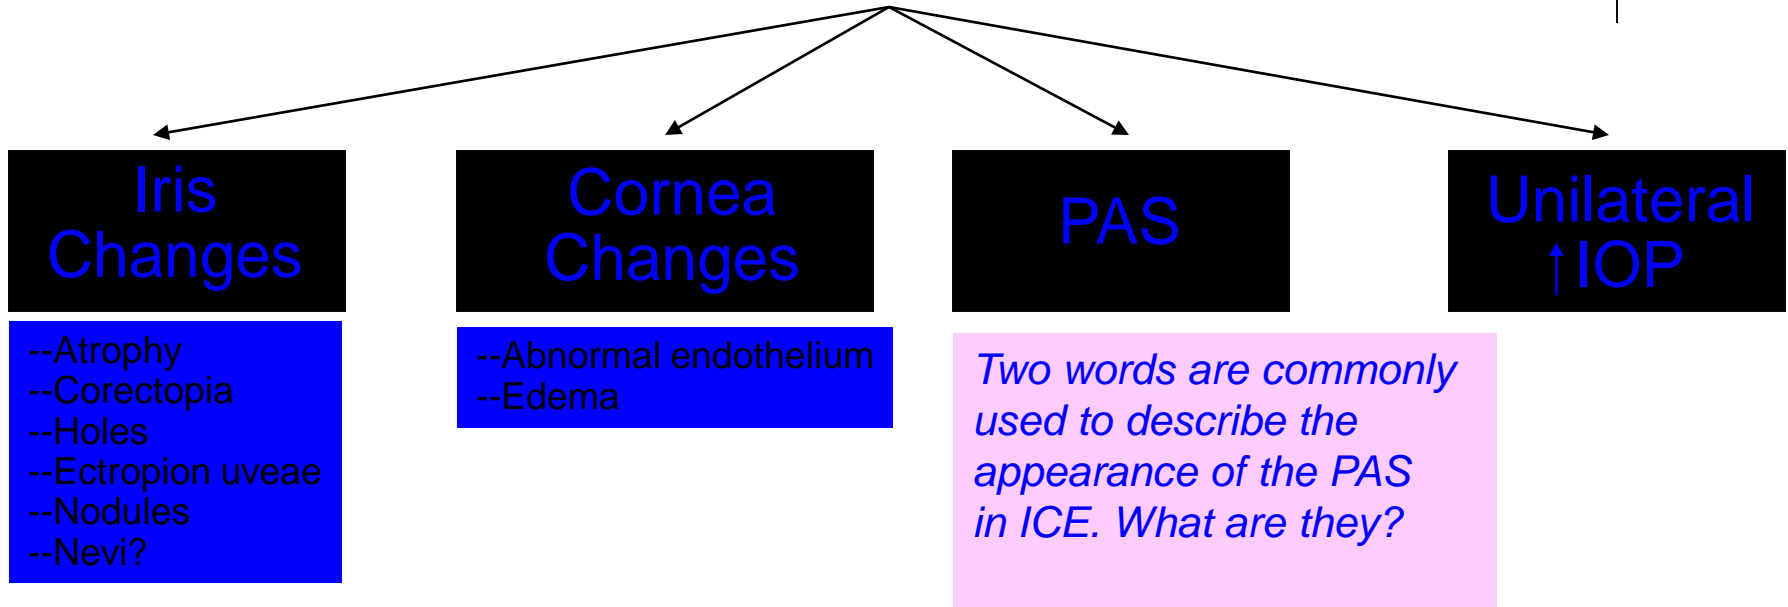 Iris
Changes
Cornea
Changes
PAS
Unilateral
↑IOP
--Atrophy
--Corectopia
--Holes
--Ectropion uveae
--Nodules
--Nevi?
--Abnormal endothelium
--Edema
Two words are commonly
used to describe the
appearance of the PAS
in ICE. What are they?